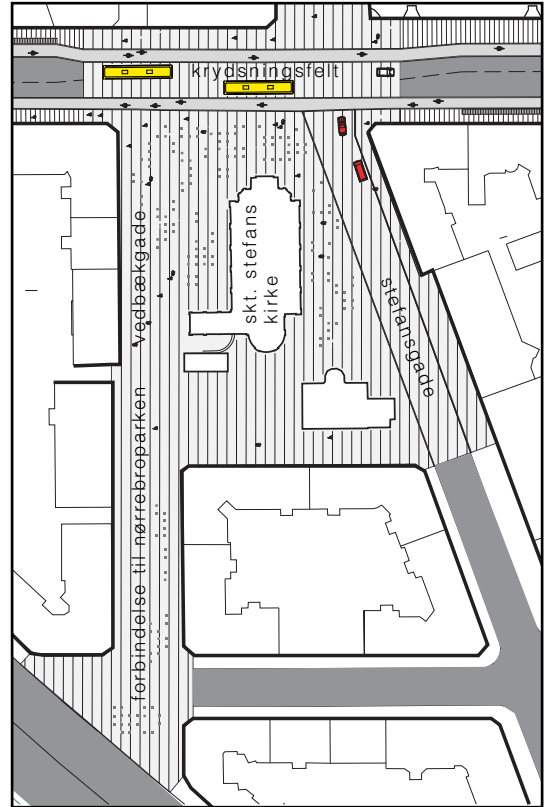 krydsningsfelt
skt. stefans
kirke
stefansgade
forbindelse til nørrebroparken vedbækgade